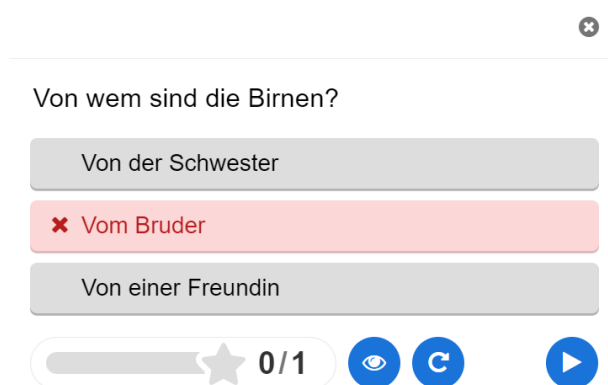 Von wem sind die Birnen?
Von der Schwester
Vom Bruder
Von einer Freundin
0/1